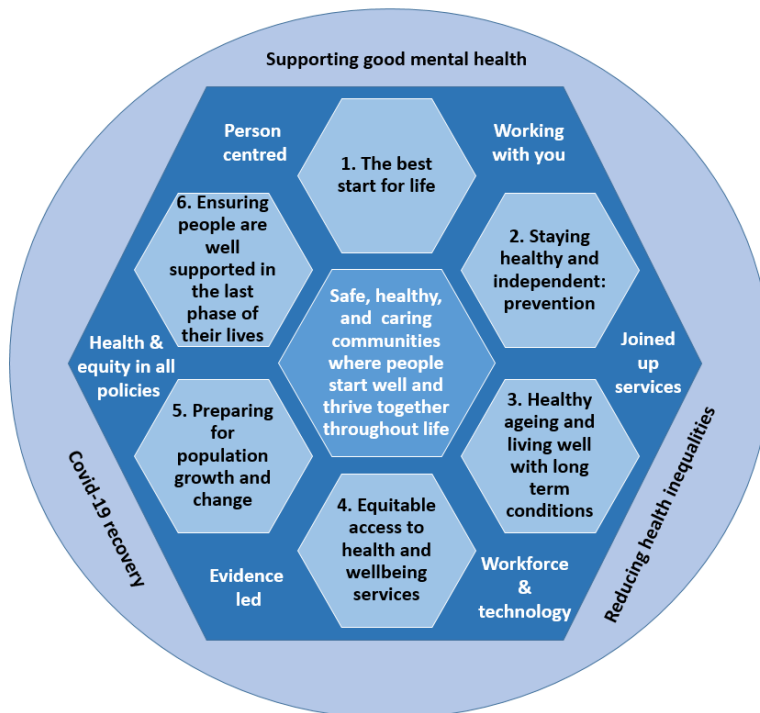 Supporting good mental health
Person
centred
Working
with you
1. The best
start for life
6. Ensuring
people are
well
supported in
the last
phase of
their lives
2. Staying
healthy and
independent:
prevention
Safe, healthy,
and caring
communities
where people
start well and
thrive together
throughout life
Health &
equity in all
policies
Joined
up
services
5. Preparing
for
population
growth and
change
3. Healthy
ageing and
living well
with long
term
conditions
4. Equitable
access to
health and
wellbeing
services
Evidence
led
Workforce
&
technology
Covid-19 recovery
Reducing health inequalities